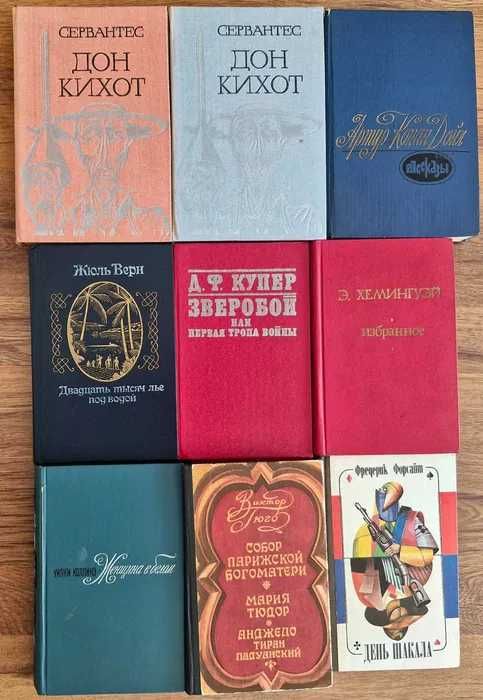 СЕРВАНТЕС
ДОН
КИХОТ
СЕРВАНТЕС
ДОН
КИХОТ
Артур Конан Дойл
Рассказы
Жюль Верн
Двадцать тысяч лье
под водой
Д. Ф. КУПЕР
ЗВЕРОБОЙ
ИЛИ
ПЕРВАЯ ТРОПА ВОЙНЫ
Э. ХЕМИНГУЭЙ
избранное
УИЛКИ КОЛЛИНЗ Женщина в белом
Виктор
Гюго
СОБОР
ПАРИЖСКОЙ
БОГОМАТЕРИ
МАРИЯ
ТЮДОР
АНДЖЕЛО
ТИРАН
ПАДУАНСКИЙ
Фредерик Форсайт
ДЕНЬ ШАКАЛА